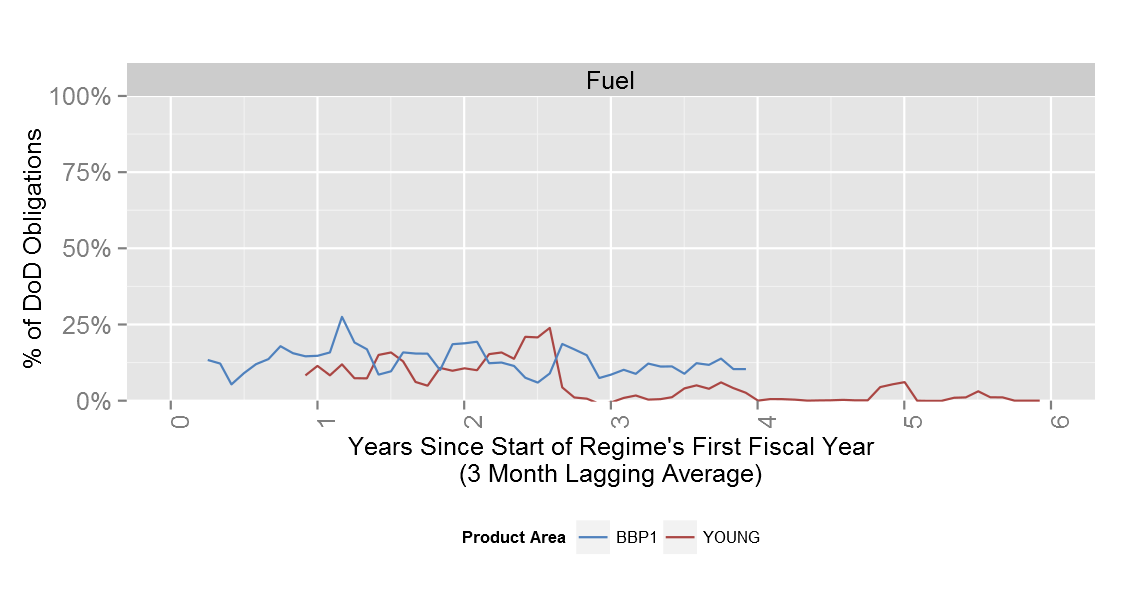 Fuel
100%
75%
50%
25%
0%
% of DoD Obligations
0
1
2
3
4
5
6
Years Since Start of Regime's First Fiscal Year
(3 Month Lagging Average)
Product Area BBP1 YOUNG